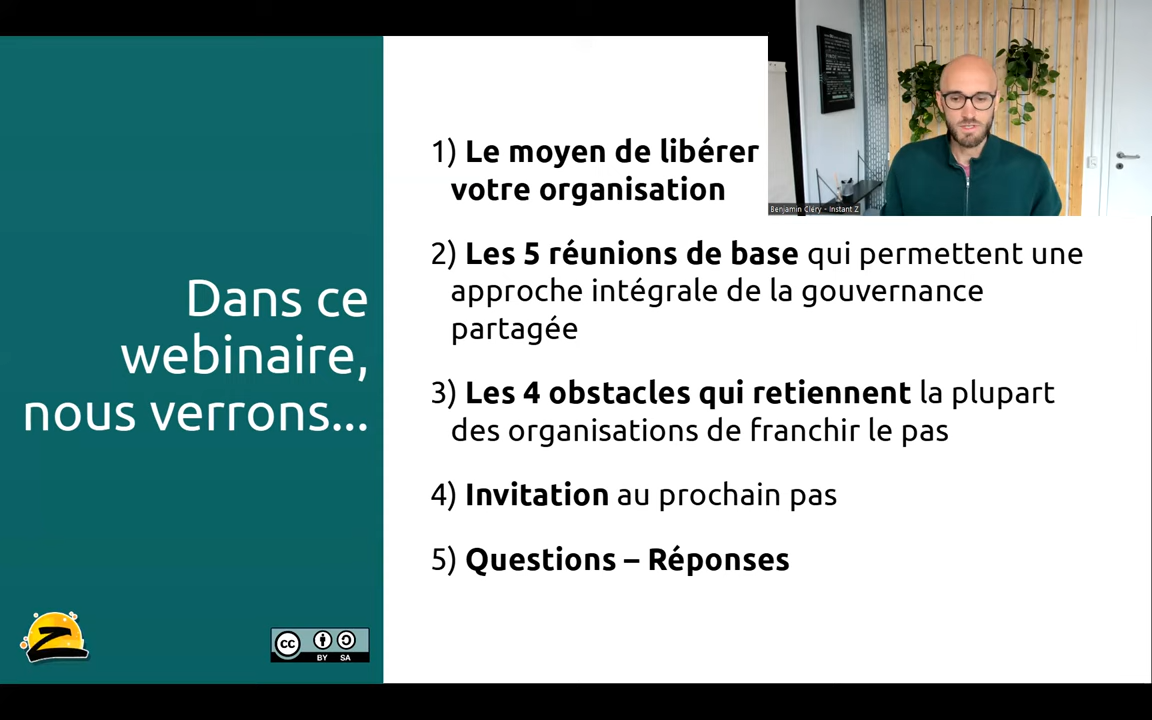 Dans ce
webinaire,
nous verrons...
1) Le moyen de libérer
votre organisation
2) Les 5 réunions de base qui permettent une
approche intégrale de la gouvernance
partagée
3) Les 4 obstacles qui retiennent la plupart
des organisations de franchir le pas
4) Invitation au prochain pas
5) Questions – Réponses
Benjamin Cléry - Instant Z
Z
cc
BY SA